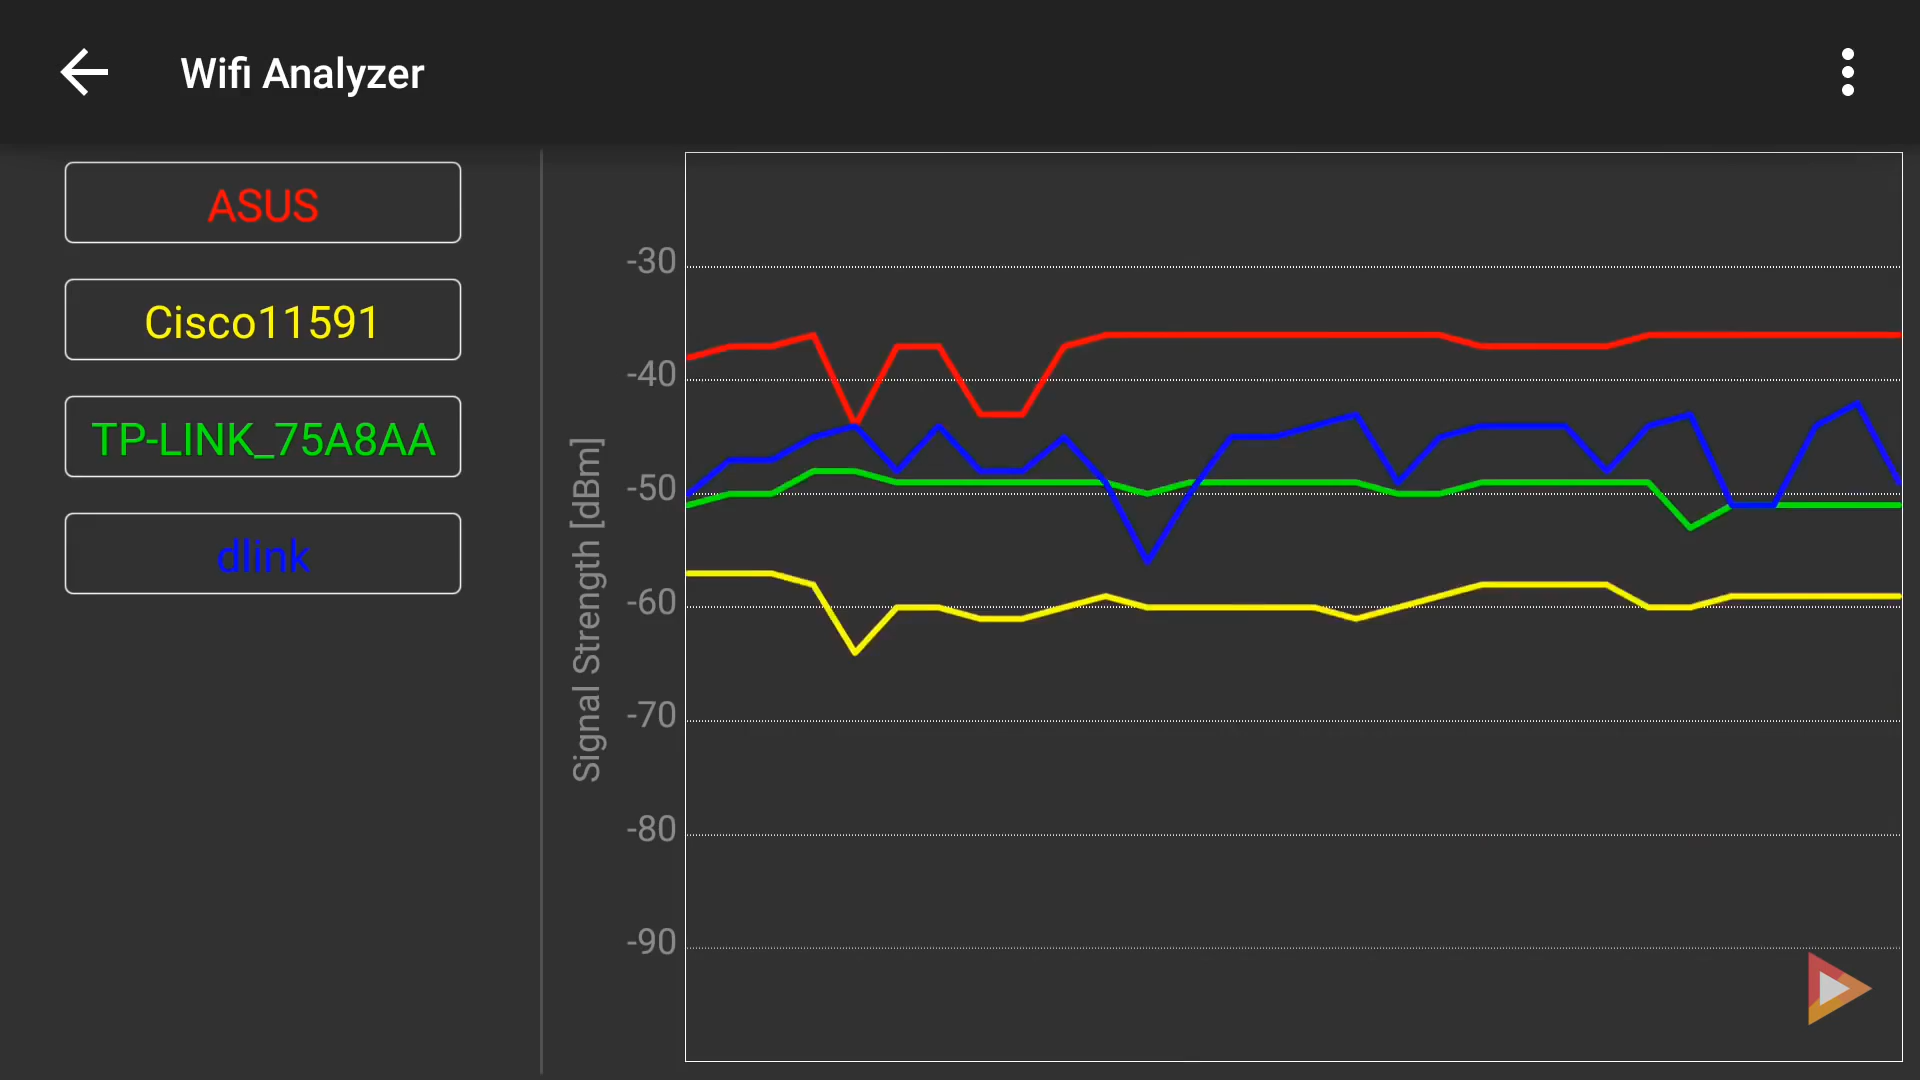 Wifi Analyzer
ASUS
Cisco11591
TP-LINK_75A8AA
dlink
Signal Strength [dBm]
-30
-40
-50
-60
-70
-80
-90